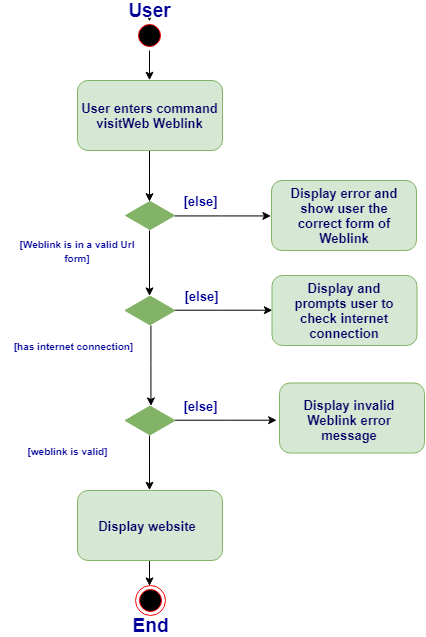 User
User enters command
visitWeb Weblink
[else]
Display error and
show user the
correct form of
Weblink
[Weblink is in a valid Url
form]
[else]
Display and
prompts user to
check internet
connection
[has internet connection]
[else]
Display invalid
Weblink error
message
[weblink is valid]
Display website
End